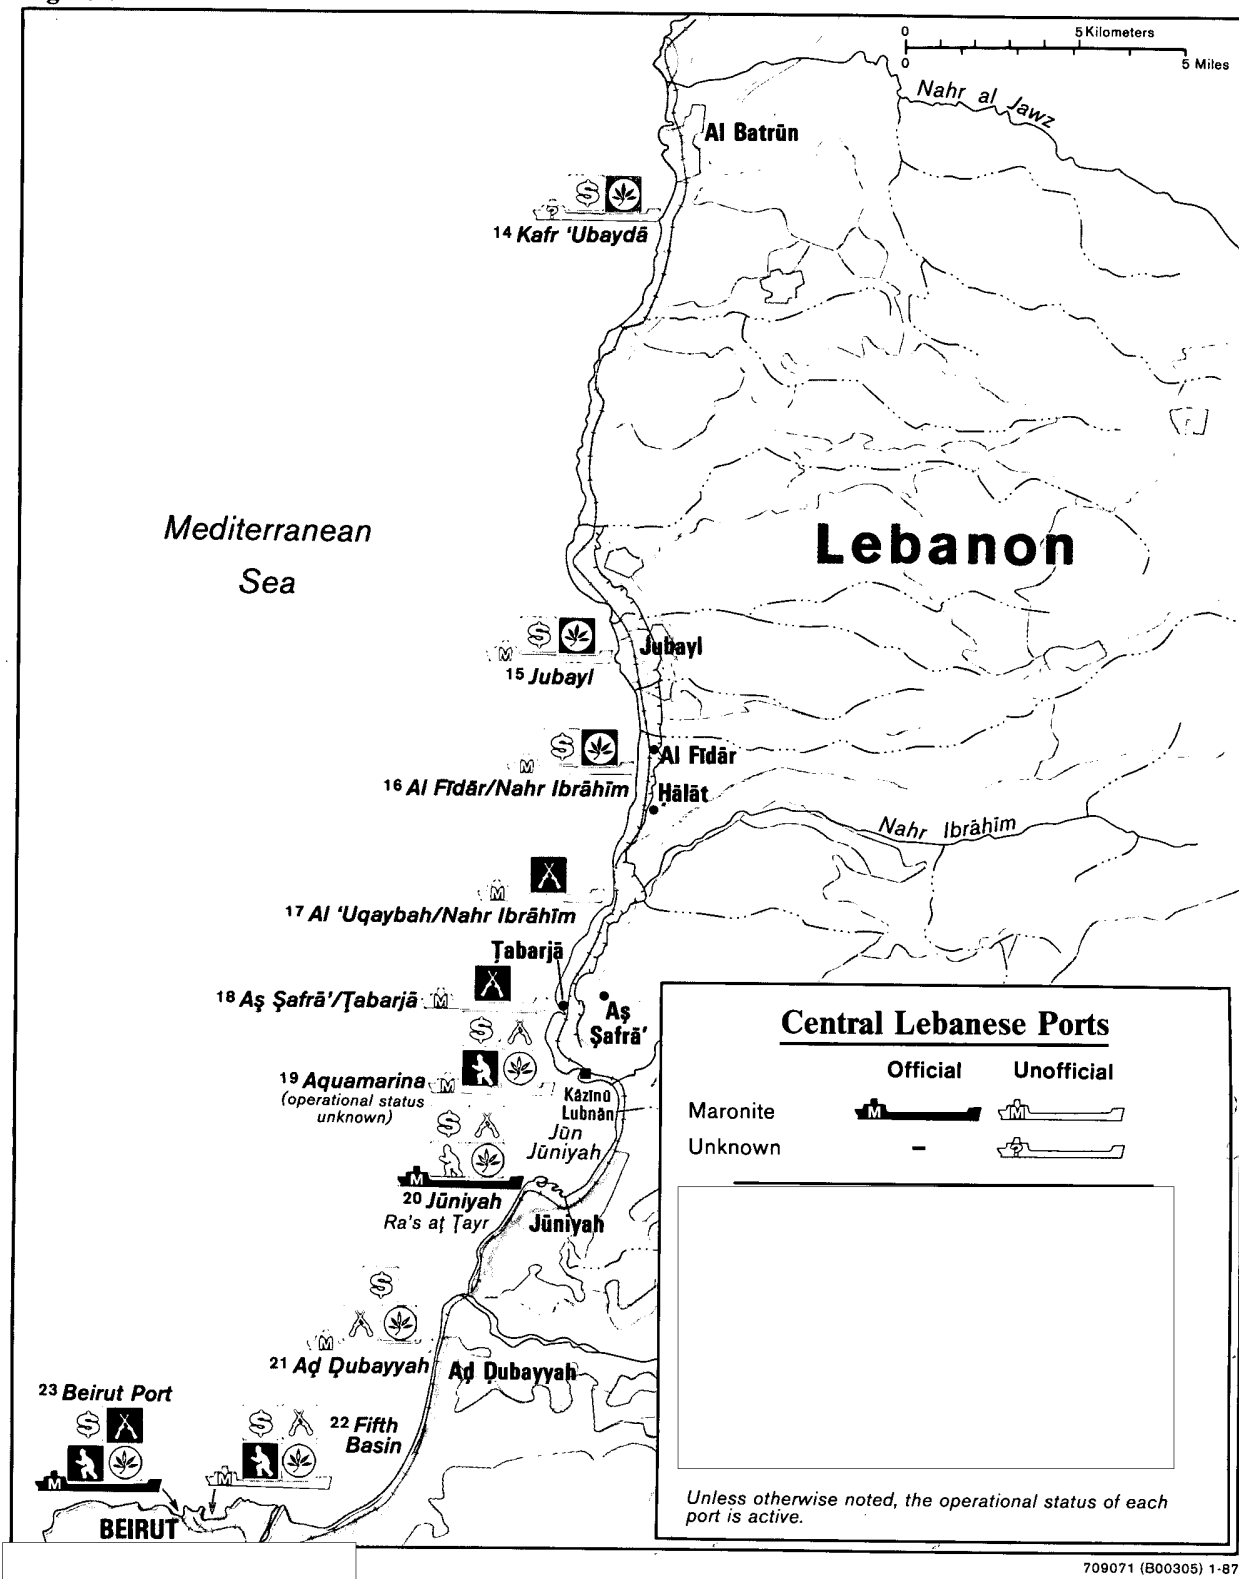 0 5 Kilometers
0 5 Miles
Nahr al Jawz
Al Batrūn
14 Kafr 'Ubaydā
Mediterranean
Sea
Lebanon
Jubayl
15 Jubayl
Al Fīdār
16 Al Fīdār/Nahr Ibrāhīm
Ḥālāt
Nahr Ibrāhīm
17 Al 'Uqaybah/Nahr Ibrāhīm
Ṭabarjā
18 Aş Şafrā'/Ţabarjā
Aş
Şafrā'
19 Aquamarina
(operational status
unknown)
Kāzīnū
Lubnān
Jūn
Jūniyah
20 Jūniyah
Ra's aţ Ţayr
Jūniyah
21 Aḑ Ḑubayyah
Aḑ Ḑubayyah
23 Beirut Port
22 Fifth
Basin
BEIRUT
Central Lebanese Ports
Official Unofficial
Maronite M M
Unknown – ?
Unless otherwise noted, the operational status of each
port is active.
709071 (B00305) 1-87